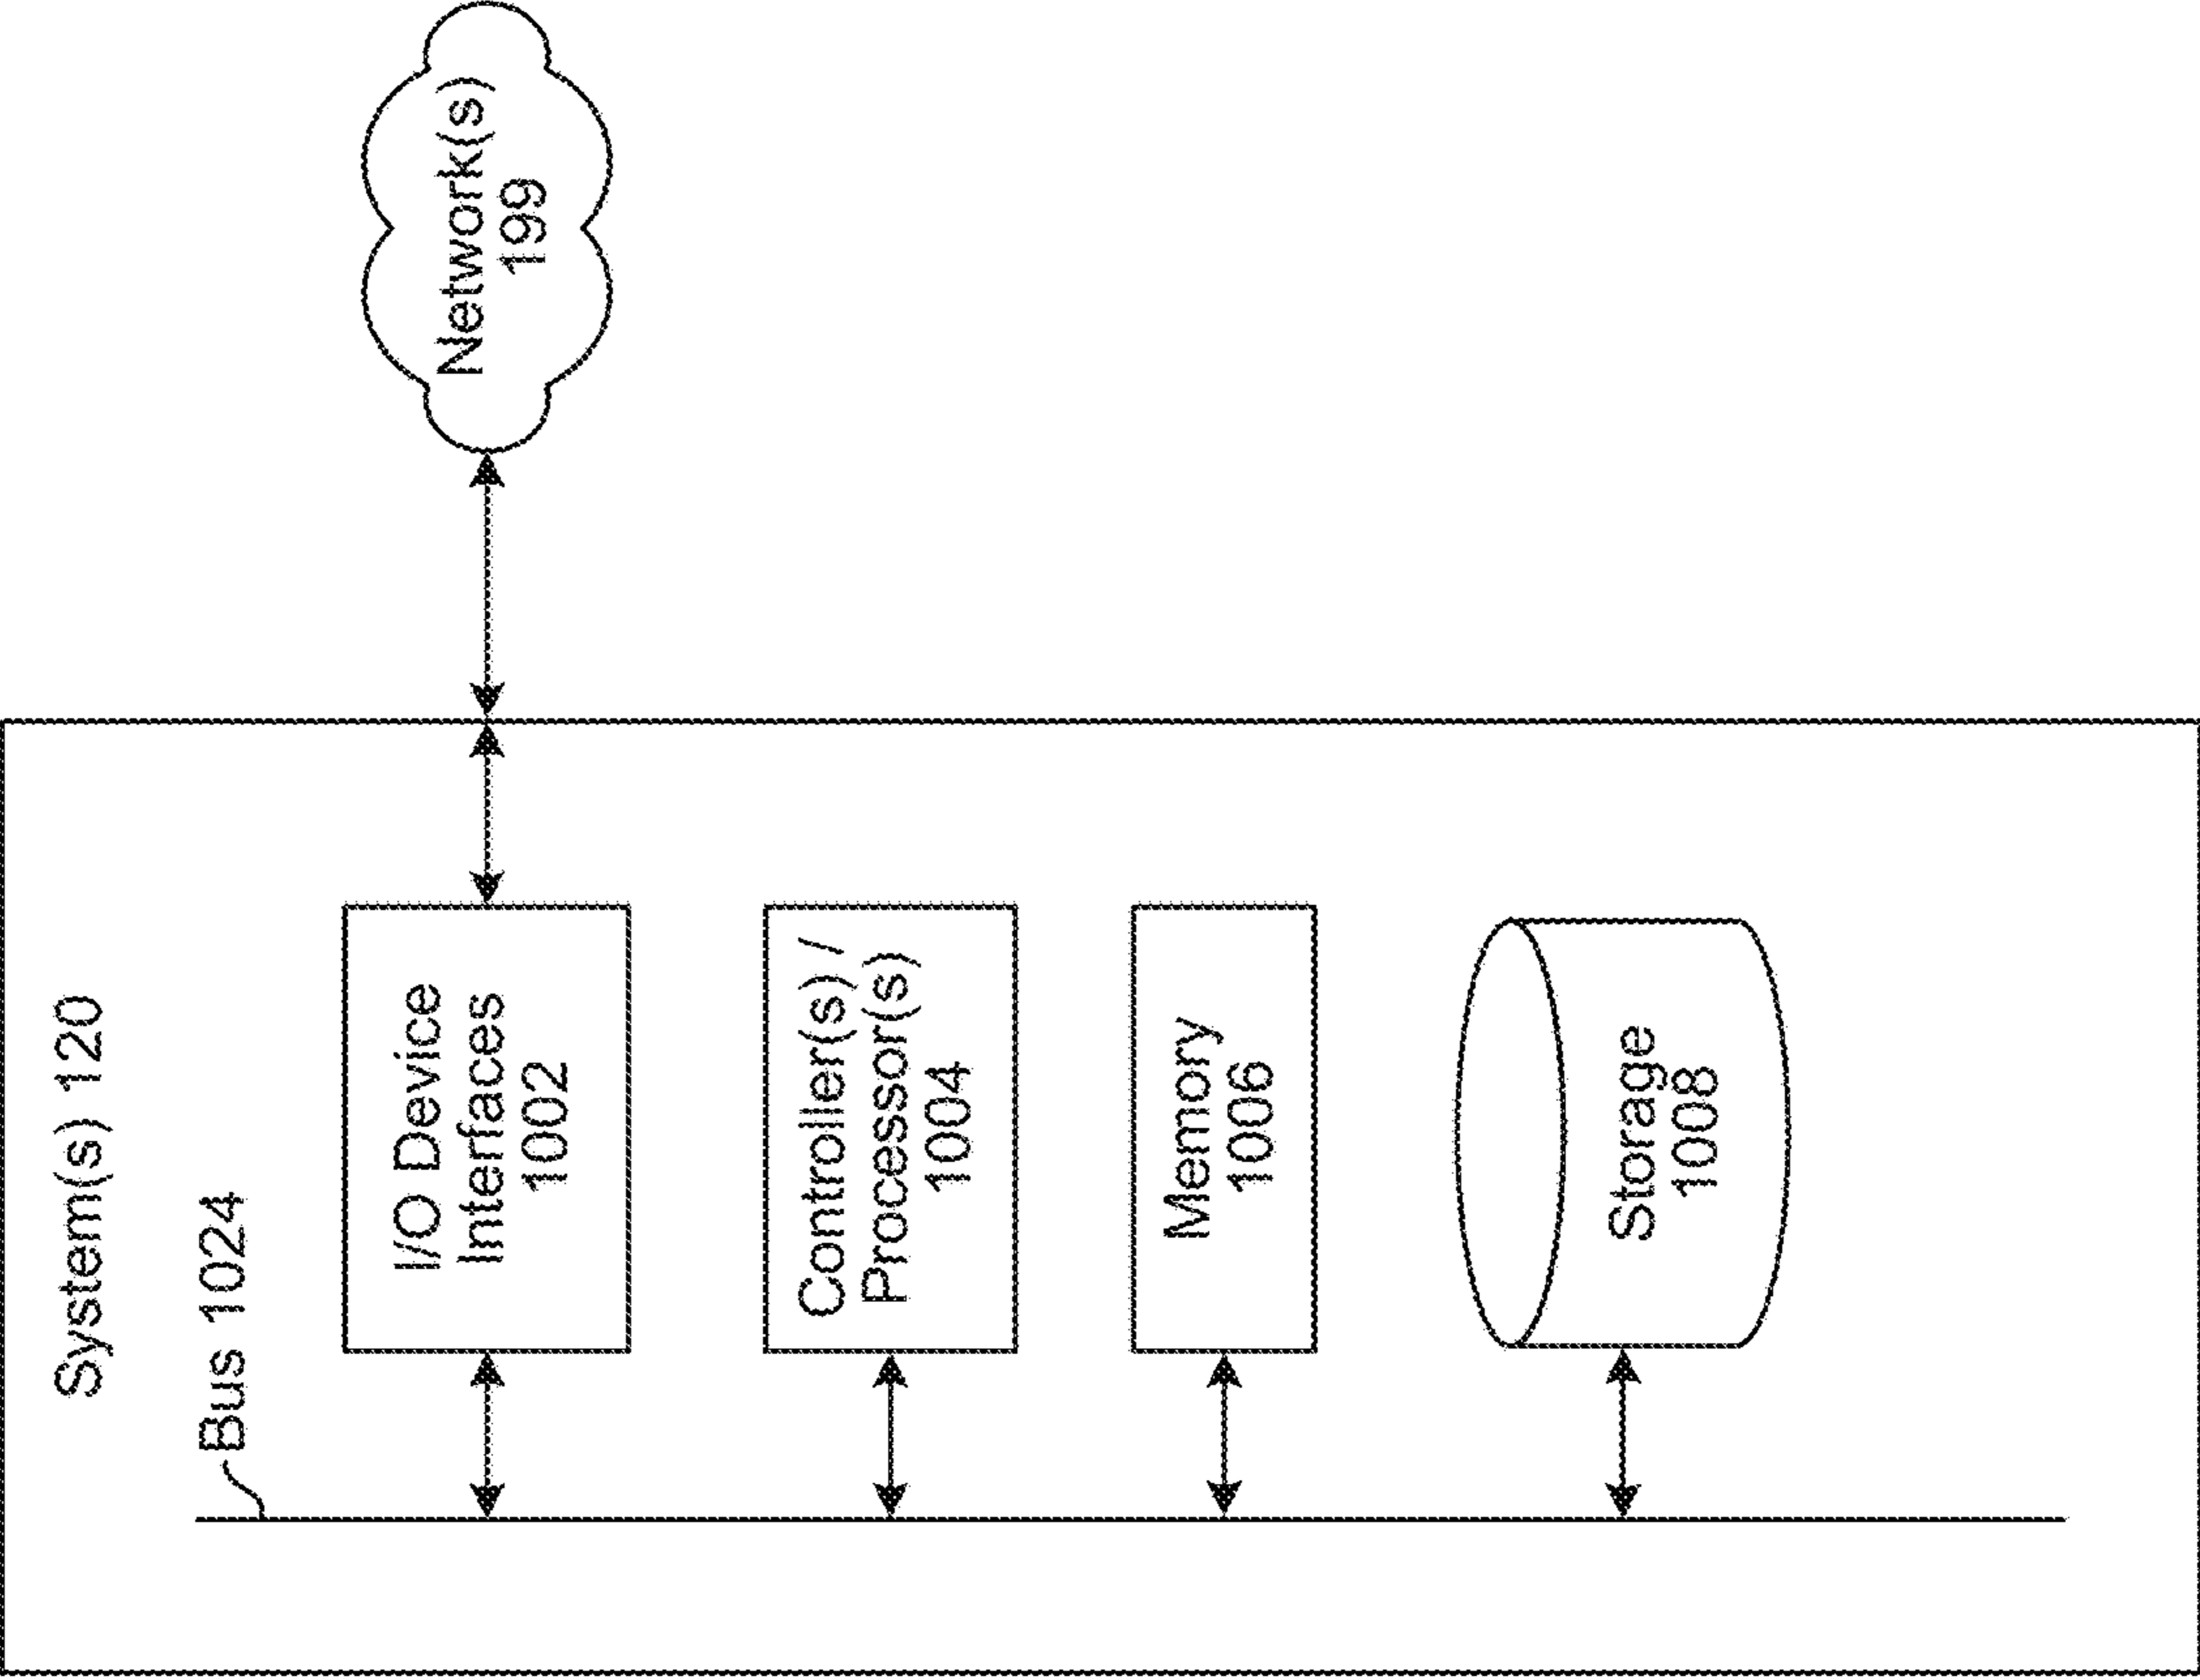 System(s) 120
Bus 1024
I/O Device
Interfaces
1002
Network(s)
199
Controller(s) /
Processor(s)
1004
Memory
1006
Storage
1008